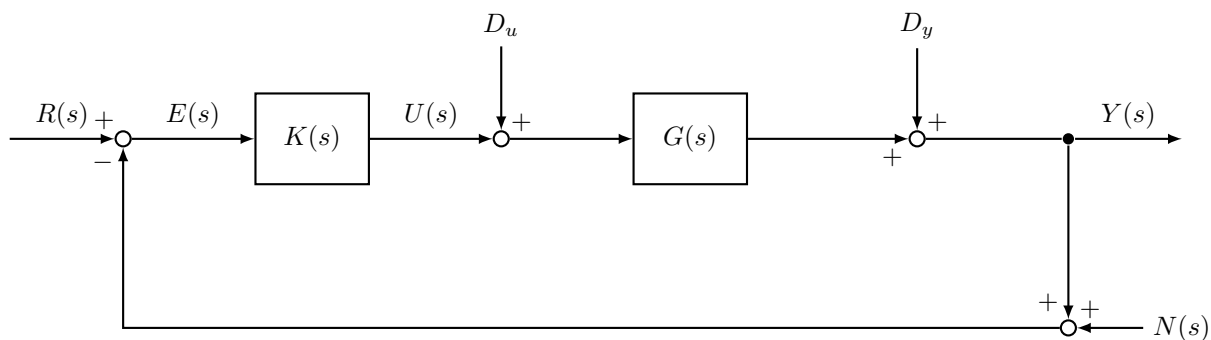 D_u
D_y
R(s) + E(s) K(s) U(s) + G(s) + + Y(s)
−
+ + N(s)